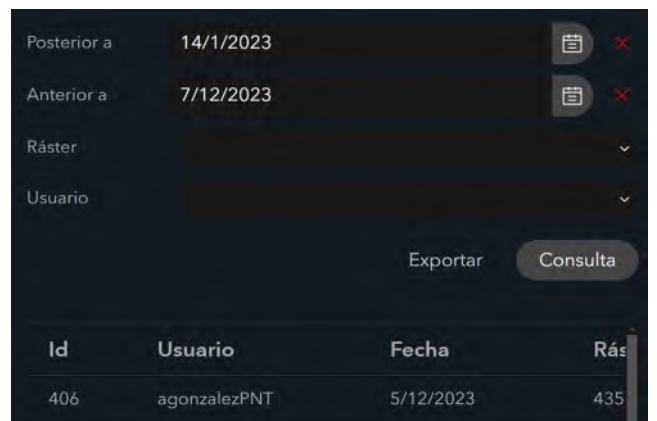 Posterior a 14/1/2023
Anterior a 7/12/2023
Ráster
Usuario
Exportar Consulta
Id Usuario Fecha Rás
406 agonzalezPNT 5/12/2023 435